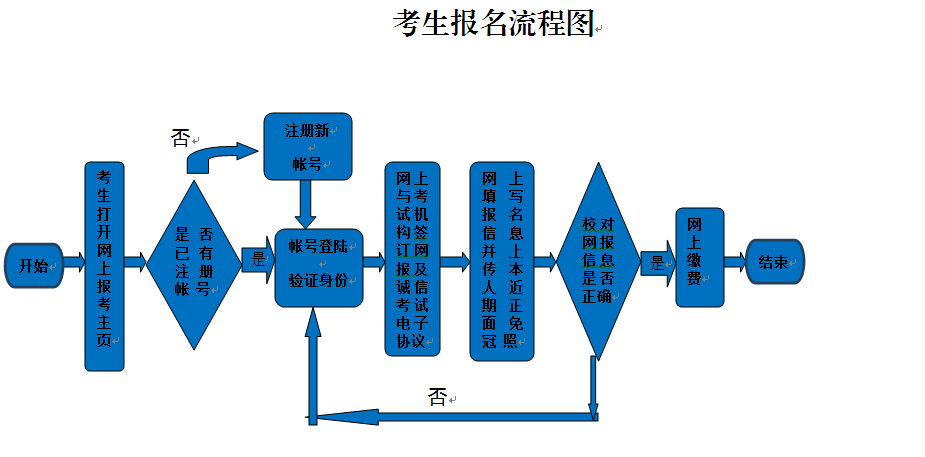 考生报名流程图
否
注册新
帐号
开始
考
生
打
开
网
上
报
考
主
页
是 否
已 有
注 册
帐 号
是
帐号登陆
验证身份
网 上
与 考
试 机
构 签
订 网
报 及
诚 信
考 试
电 子
协议
网 上
填 写
报 名
信 息
并 上
传 本
人 近
期 正
面 免
冠 照
校 对
网 报
信 息
是 否
正确
是
网
上
缴
费
结束
否